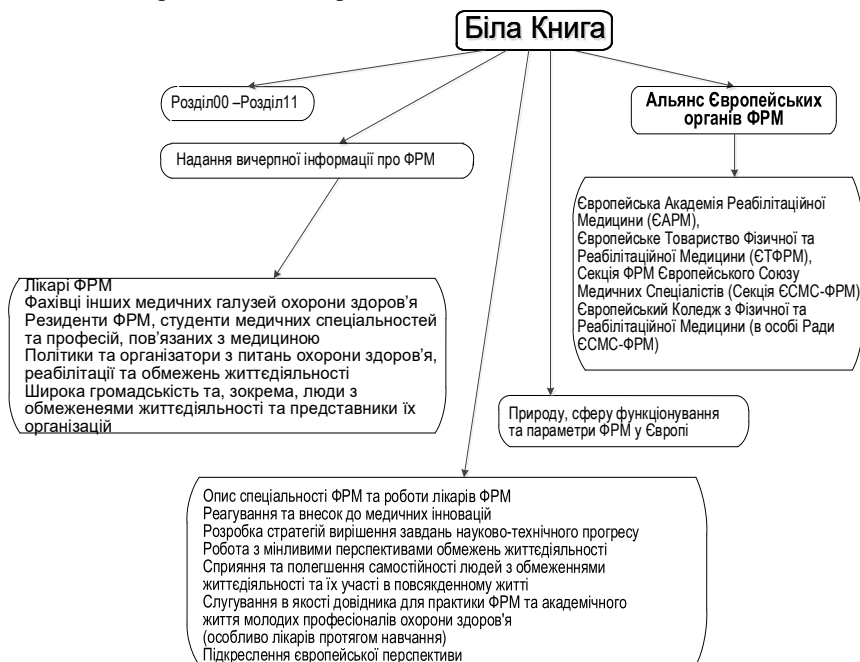 Біла Книга
Розділ00 –Розділ11
Альянс Європейських
органів ФРМ
Надання вичерпної інформації про ФРМ
Європейська Академія Реабілітаційної
Медицини (ЄАРМ),
Європейське Товариство Фізичної та
Реабілітаційної Медицини (ЄТФРМ),
Секція ФРМ Європейського Союзу
Медичних Спеціалістів (Секція ЄСМС-ФРМ)
Європейський Коледж з Фізичної та
Реабілітаційної Медицини (в особі Ради
ЄСМС-ФРМ)
Лікарі ФРМ
Фахівці інших медичних галузей охорони здоров’я
Резиденти ФРМ, студенти медичних спеціальностей
та професій, пов’язаних з медициною
Політики та організатори з питань охорони здоров’я,
реабілітації та обмежень життєдіяльності
Широка громадськість та, зокрема, люди з
обмеженеями життєдіяльності та представники їх
організацій
Природу, сферу функціонування
та параметри ФРМ у Європі
Опис спеціальності ФРМ та роботи лікарів ФРМ
Реагування та внесок до медичних інновацій
Розробка стратегій вирішення завдань науково-технічного прогресу
Робота з мінливими перспективами обмежень життєдіяльності
Сприяння та полегшення самостійності людей з обмеженнями
життєдіяльності та їх участі в повсякденному житті
Слугування в якості довідника для практики ФРМ та академічного
життя молодих професіоналів охорони здоров'я
(особливо лікарів протягом навчання)
Підкреслення європейської перспективи